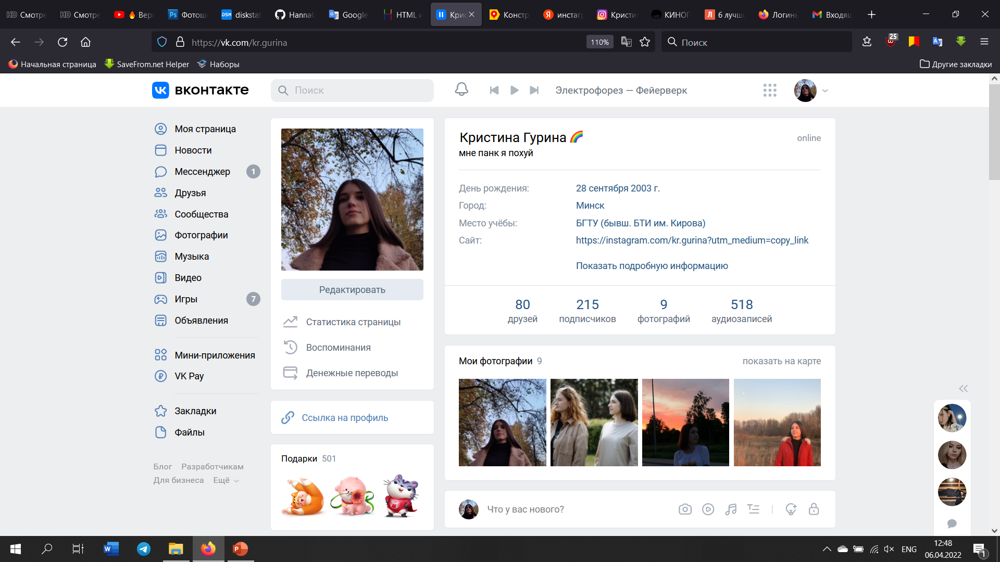 Смотре
Смотре
Верс
Фотош
diskstat
HannaG
Google
HTML и
Крис
Констр
инстагр
Кристин
КИНОГ
6 лучши
Логины
Входящ
https://vk.com/kr.gurina
110%
Поиск
25
Начальная страница
SaveFrom.net Helper
Наборы
Другие закладки
вконтакте
Поиск
Электрофорез — Фейерверк
Моя страница
Новости
Мессенджер 1
Друзья
Сообщества
Фотографии
Музыка
Видео
Игры 7
Объявления
Мини-приложения
VK Pay
Закладки
Файлы
Блог Разработчикам
Для бизнеса Ещё
Редактировать
Статистика страницы
Воспоминания
Денежные переводы
Ссылка на профиль
Подарки 501
Кристина Гурина 🌈
online
мне панк я похуй
День рождения: 28 сентября 2003 г.
Город: Минск
Место учёбы: БГТУ (бывш. БТИ им. Кирова)
Сайт: https://instagram.com/kr.gurina?utm_medium=copy_link
Показать подробную информацию
80 215 9 518
друзей подписчиков фотографий аудиозаписей
Мои фотографии 9 показать на карте
Что у вас нового?
ENG
12:48
06.04.2022
1